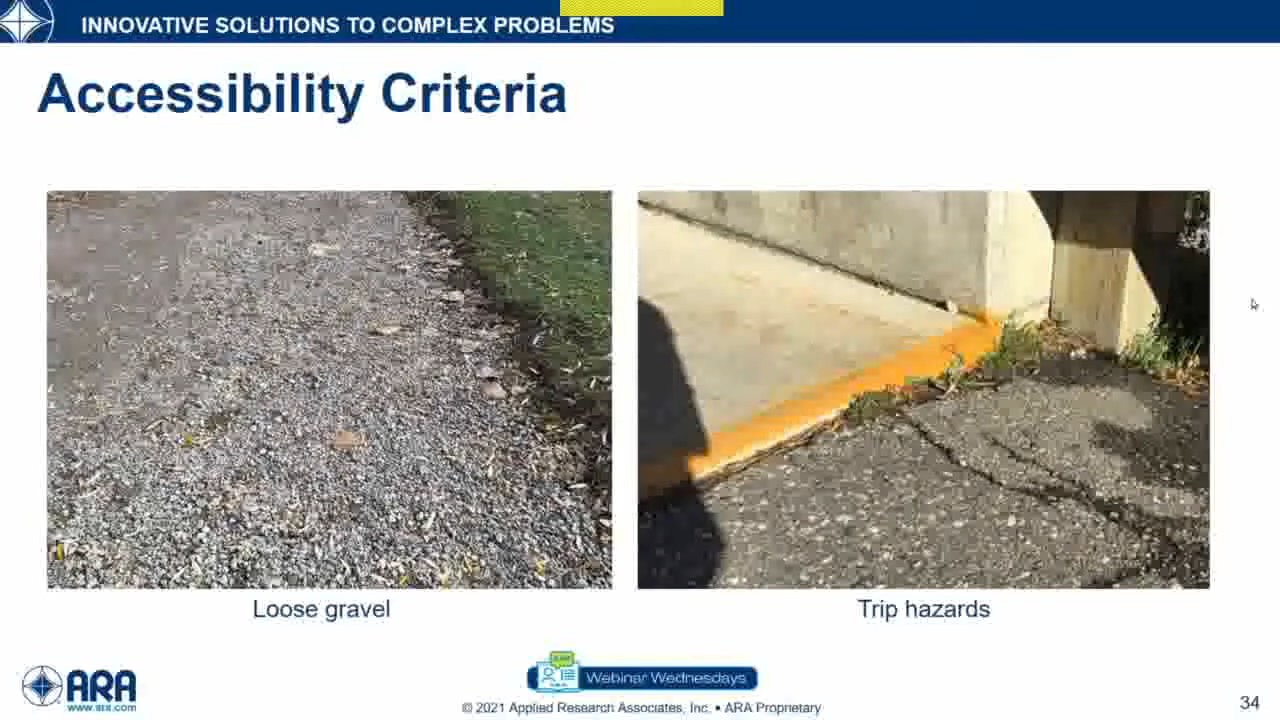 INNOVATIVE SOLUTIONS TO COMPLEX PROBLEMS
Accessibility Criteria
Loose gravel
Trip hazards
ARA
www.ara.com
Webinar Wednesdays
© 2021 Applied Research Associates, Inc. • ARA Proprietary
34